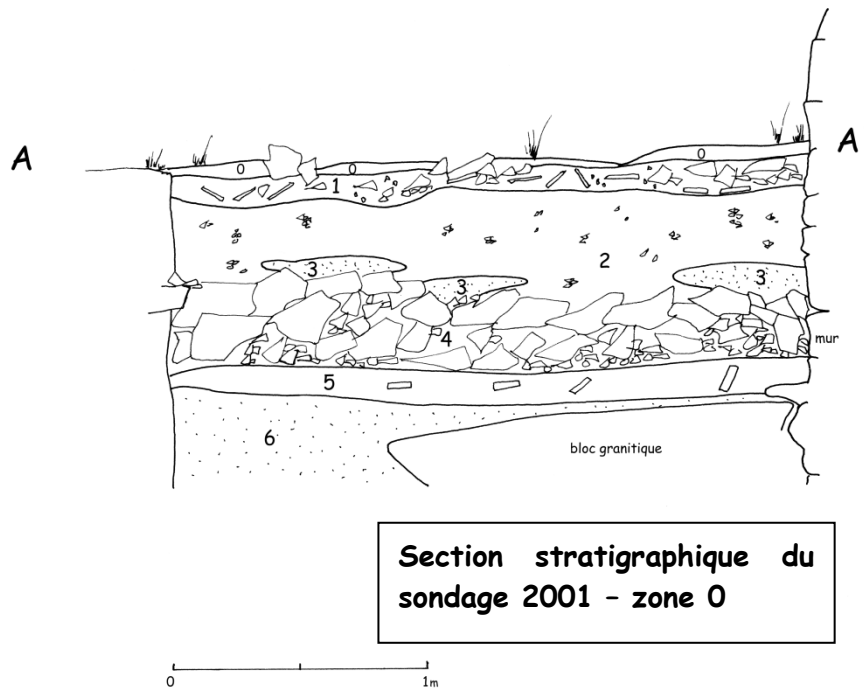 A
A
0
0
0
1
2
3
3
3
4
mur
5
6
bloc granitique
Section stratigraphique du
sondage 2001 – zone 0
0
1m